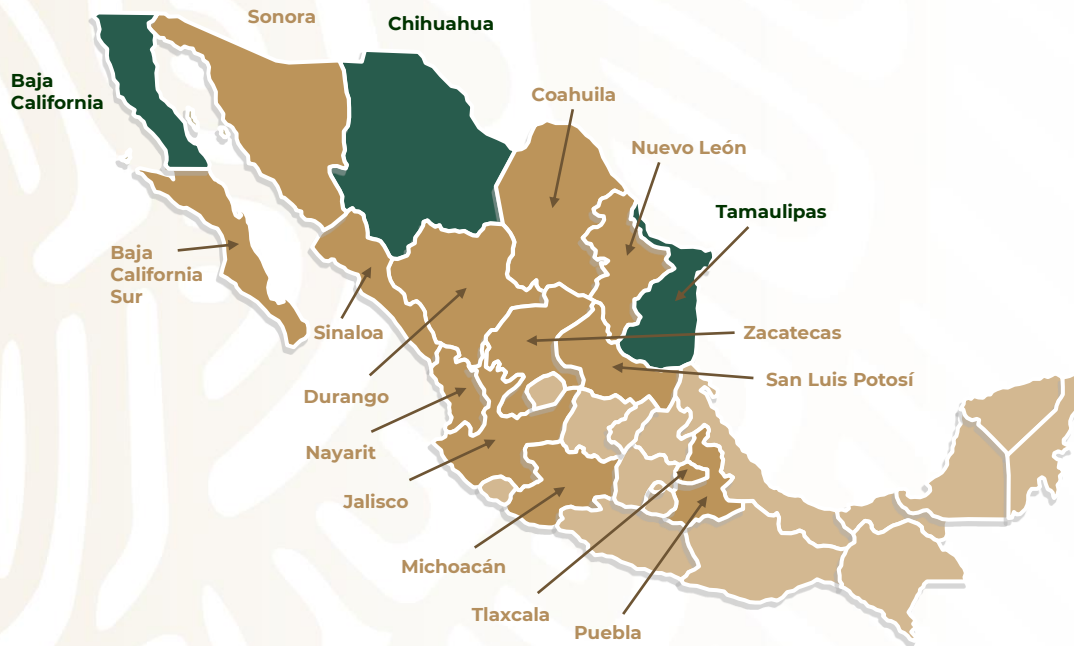 Sonora
Chihuahua
Baja
California
Coahuila
Nuevo León
Tamaulipas
Baja
California
Sur
Sinaloa
Zacatecas
San Luis Potosí
Durango
Nayarit
Jalisco
Michoacán
Tlaxcala
Puebla